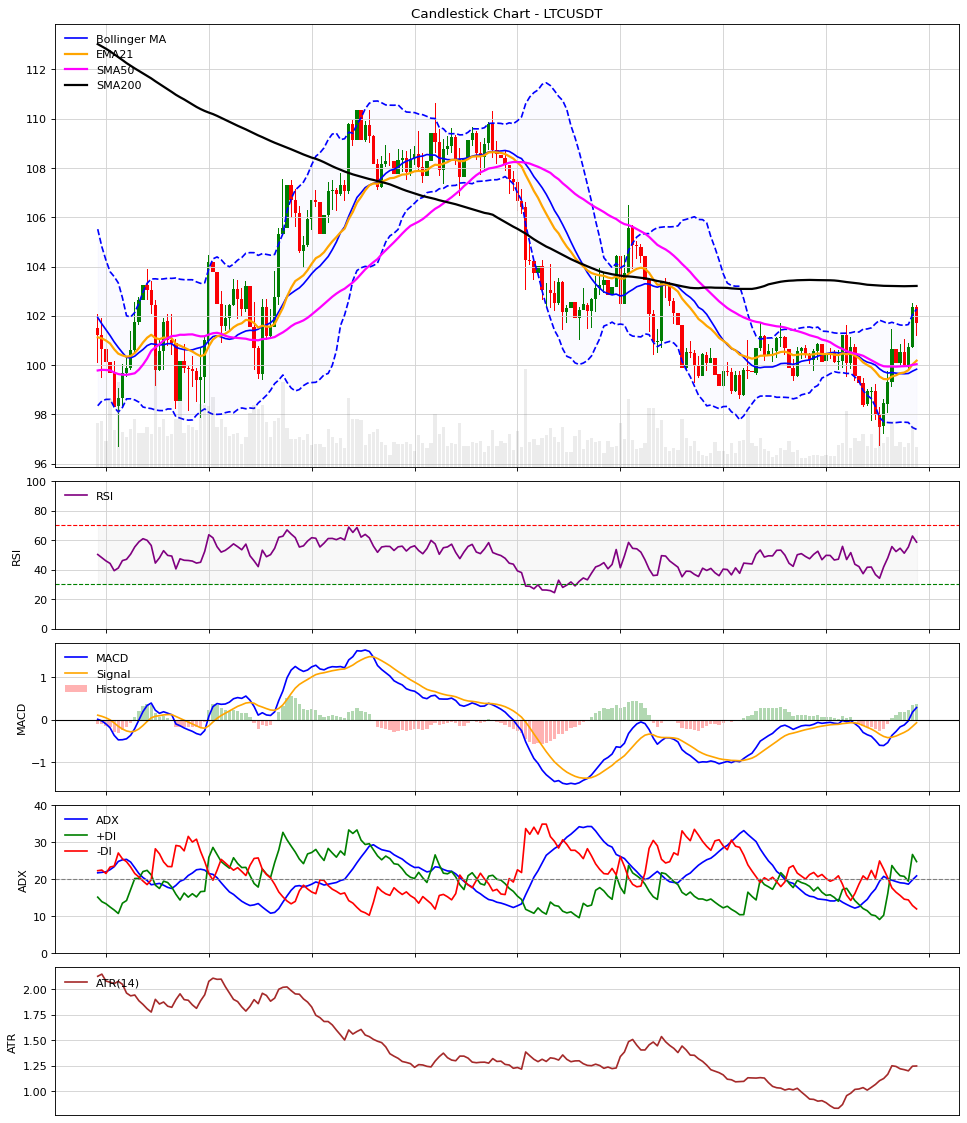 Candlestick Chart - LTCUSDT
Bollinger MA
EMA21
SMA50
SMA200
112
110
108
106
104
102
100
98
96
RSI
100
80
60
40
20
0
RSI
MACD
Signal
Histogram
1
0
−1
MACD
ADX
+DI
-DI
40
30
20
10
0
ADX
ATR(14)
2.00
1.75
1.50
1.25
1.00
ATR